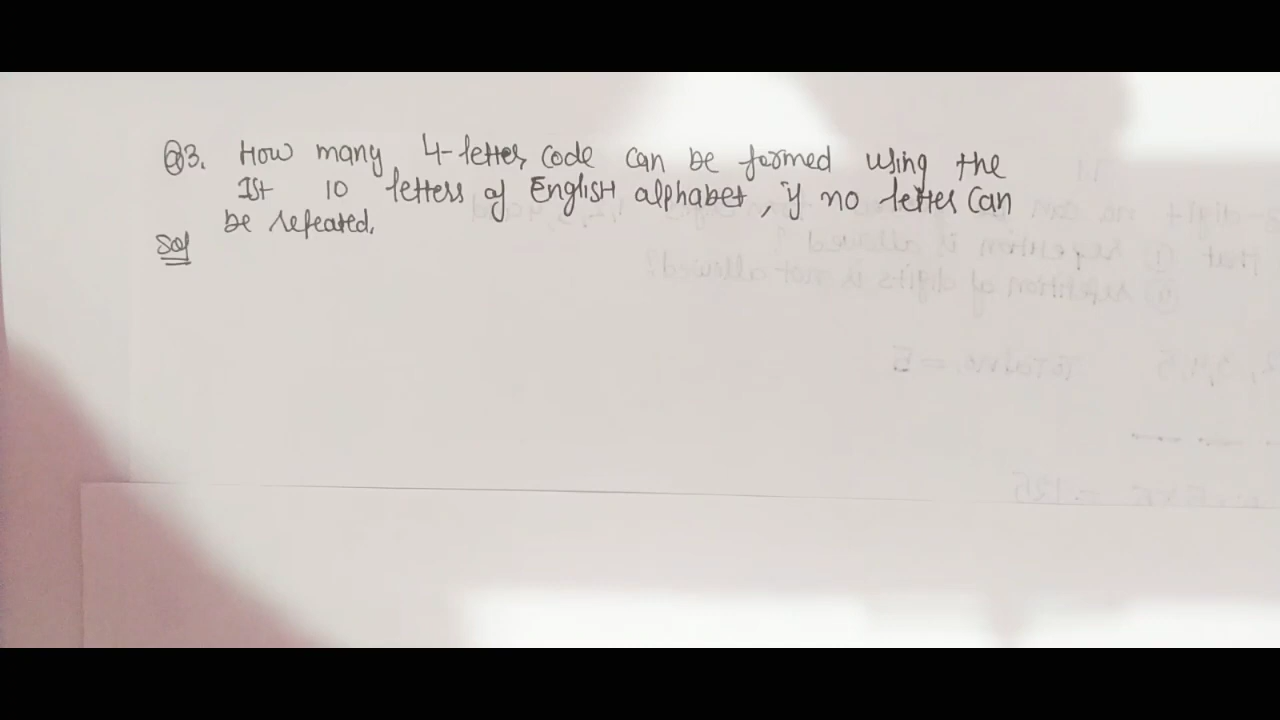 Q3. How many 4-letter code can be formed using the
Ist 10 letters of English alphabet, if no letter can
be repeated.
Sol